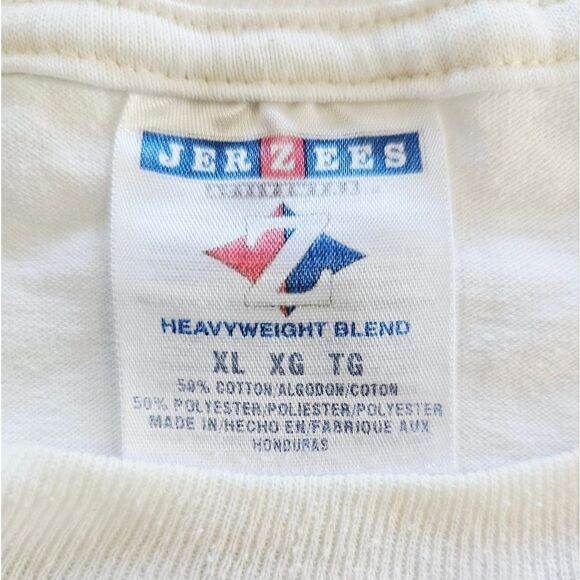 JERZEES
Z
HEAVYWEIGHT BLEND
XL XG TG
50% COTTON/ALGODON/COTON
50% POLYESTER/POLIESTER/POLYESTER
MADE IN/HECHO EN/FABRIQUE AUX
HONDURAS